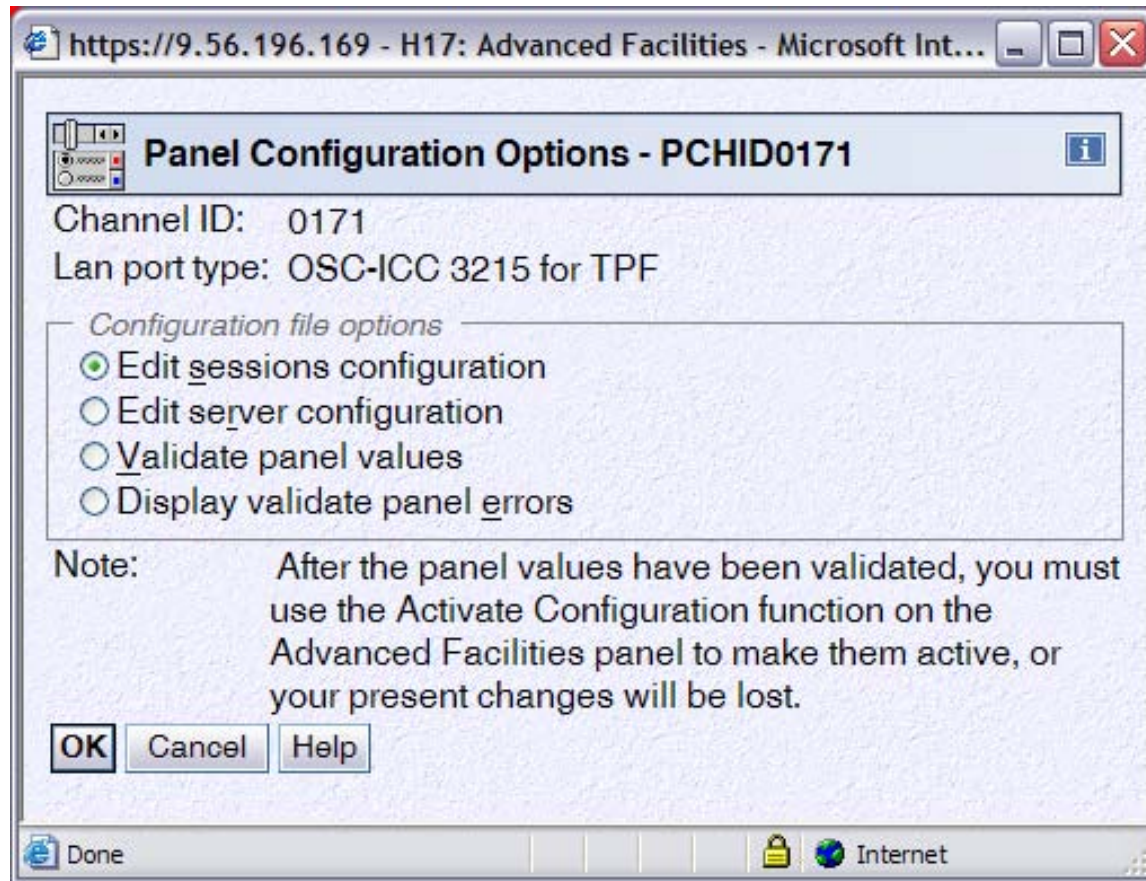 https://9.56.196.169 - H17: Advanced Facilities - Microsoft Int...
Panel Configuration Options - PCHID0171
i
Channel ID: 0171
Lan port type: OSC-ICC 3215 for TPF
Configuration file options
Edit sessions configuration
Edit server configuration
Validate panel values
Display validate panel errors
Note: After the panel values have been validated, you must
use the Activate Configuration function on the
Advanced Facilities panel to make them active, or
your present changes will be lost.
OK Cancel Help
Done Internet